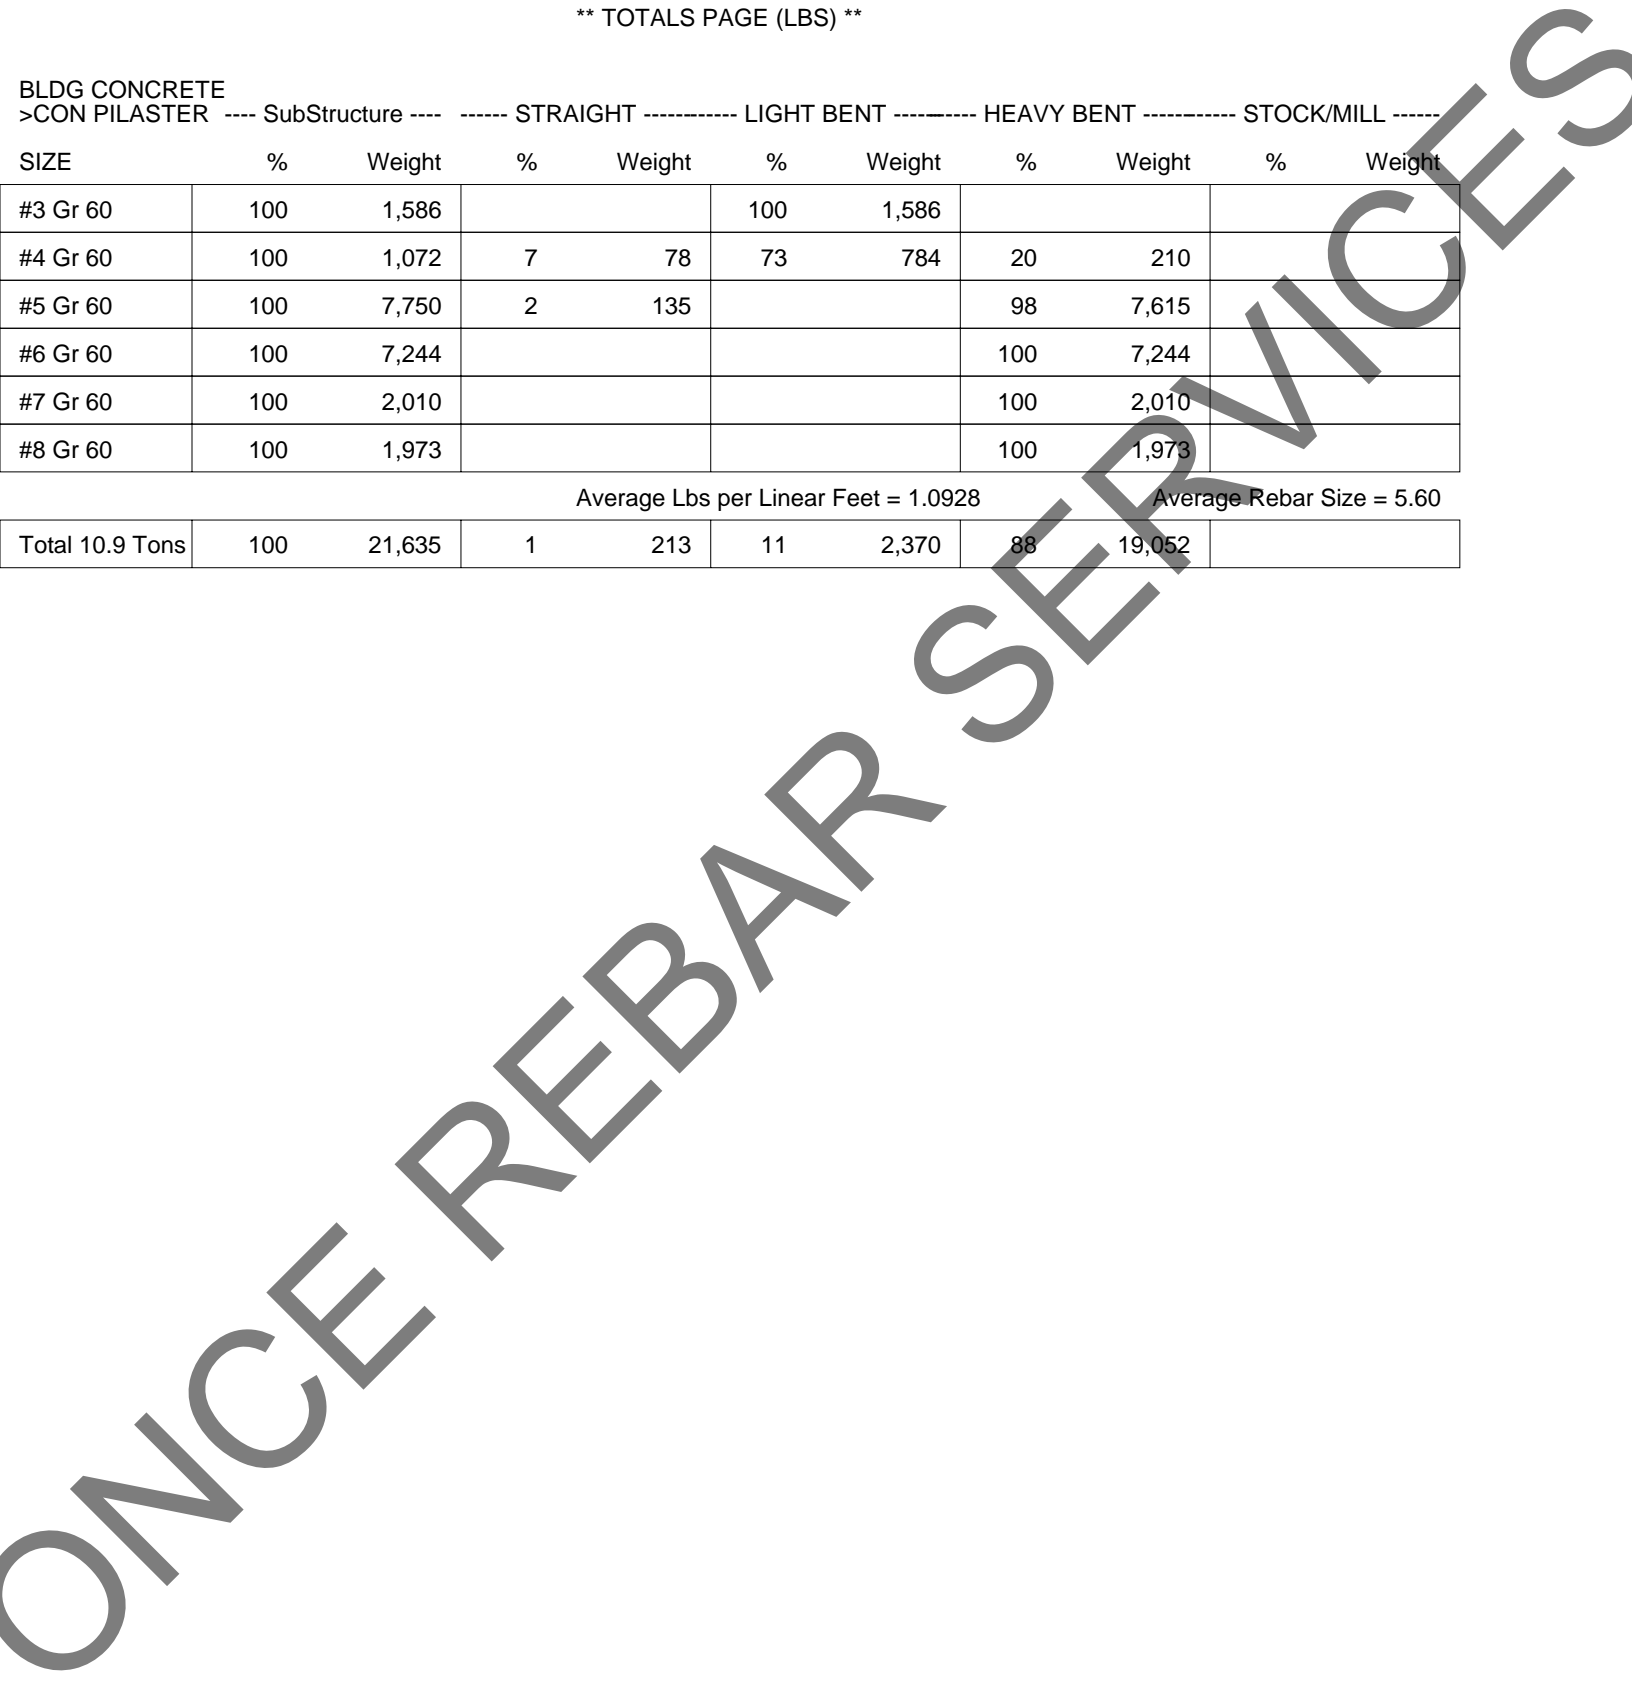 ** TOTALS PAGE (LBS) **
BLDG CONCRETE
>CON PILASTER ---- SubStructure ---- ------ STRAIGHT ------------- LIGHT BENT ------------- HEAVY BENT ------------- STOCK/MILL ------
SIZE % Weight % Weight % Weight % Weight % Weight
#3 Gr 60 100 1,586 100 1,586
#4 Gr 60 100 1,072 7 78 73 784 20 210
#5 Gr 60 100 7,750 2 135 98 7,615
#6 Gr 60 100 7,244 100 7,244
#7 Gr 60 100 2,010 100 2,010
#8 Gr 60 100 1,973 100 1,973
Average Lbs per Linear Feet = 1.0928 Average Rebar Size = 5.60
Total 10.9 Tons 100 21,635 1 213 11 2,370 88 19,052
ONCE REBAR SERVICES